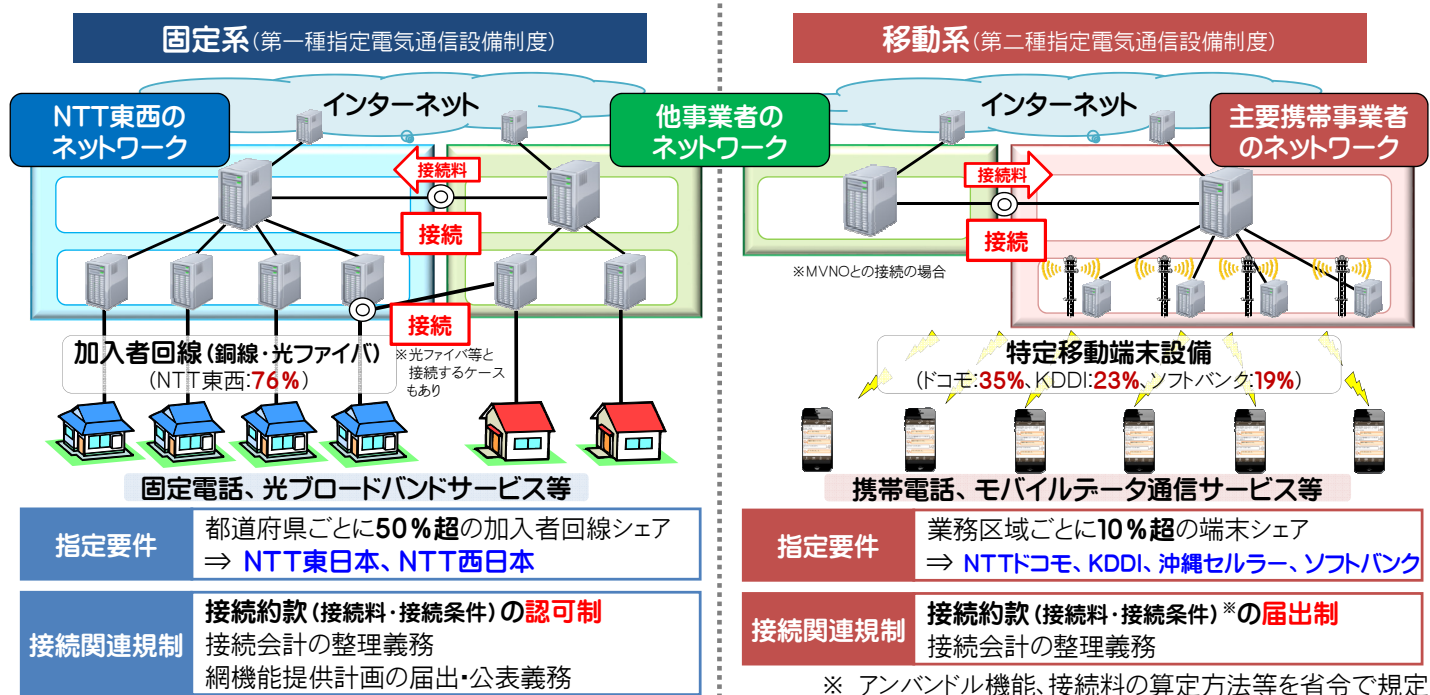 固定系(第一種指定電気通信設備制度)
インターネット
NTT東西の
ネットワーク
他事業者の
ネットワーク
接続料
接続
接続
加入者回線(銅線・光ファイバ)
(NTT東西:76%)
※光ファイバ等と
接続するケース
もあり
固定電話、光ブロードバンドサービス等
指定要件
都道府県ごとに50%超の加入者回線シェア
⇒ NTT東日本、NTT西日本
接続関連規制
接続約款(接続料・接続条件)の認可制
接続会計の整理義務
網機能提供計画の届出・公表義務
移動系(第二種指定電気通信設備制度)
インターネット
主要携帯事業者
のネットワーク
接続料
接続
※MVNOとの接続の場合
特定移動端末設備
(ドコモ:35%、KDDI:23%、ソフトバンク:19%)
携帯電話、モバイルデータ通信サービス等
指定要件
業務区域ごとに10%超の端末シェア
⇒ NTTドコモ、KDDI、沖縄セルラー、ソフトバンク
接続関連規制
接続約款(接続料・接続条件)※の届出制
接続会計の整理義務
※ アンバンドル機能、接続料の算定方法等を省令で規定